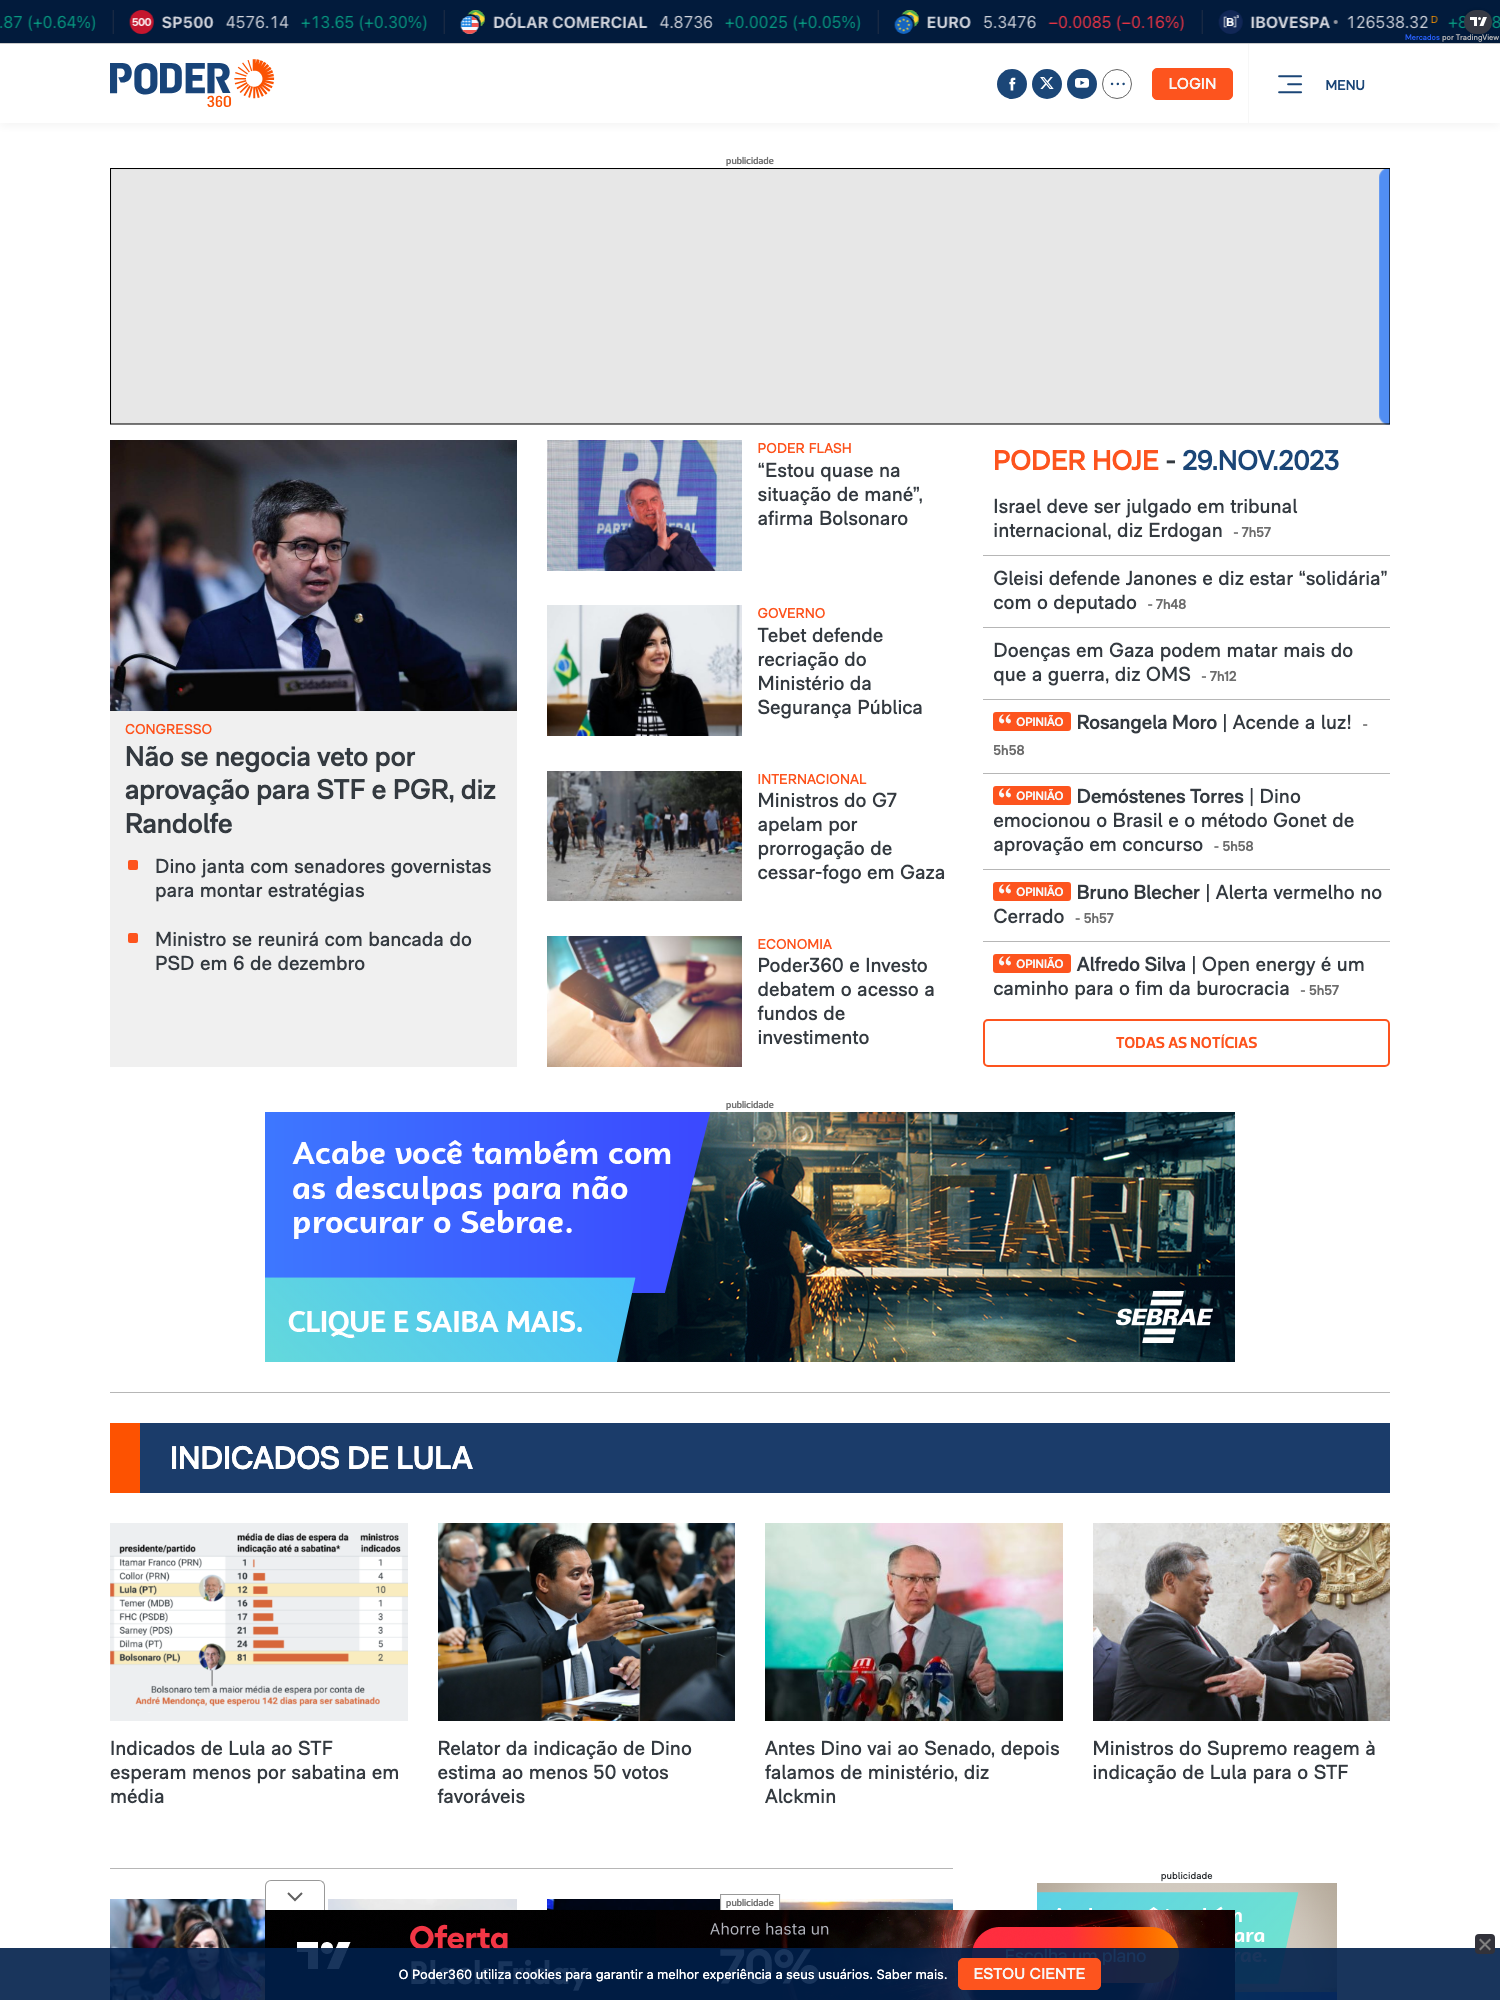 .87 (+0.64%) 500 SP500 4576.14 +13.65 (+0.30%) DÓLAR COMERCIAL 4.8736 +0.0025 (+0.05%) EURO 5.3476 −0.0085 (−0.16%) [B] IBOVESPA 126538.32 D
Mercados por TradingView
PODER
360
LOGIN
MENU
publicidade
CONGRESSO
Não se negocia veto por
aprovação para STF e PGR, diz
Randolfe
Dino janta com senadores governistas
para montar estratégias
Ministro se reunirá com bancada do
PSD em 6 de dezembro
cidadania
PL
PODER FLASH
“Estou quase na
situação de mané”,
afirma Bolsonaro
GOVERNO
Tebet defende
recriação do
Ministério da
Segurança Pública
INTERNACIONAL
Ministros do G7
apelam por
prorrogação de
cessar-fogo em Gaza
ECONOMIA
Poder360 e Investo
debatem o acesso a
fundos de
investimento
PODER HOJE - 29.NOV.2023
Israel deve ser julgado em tribunal
internacional, diz Erdogan - 7h57
Gleisi defende Janones e diz estar “solidária”
com o deputado - 7h48
Doenças em Gaza podem matar mais do
que a guerra, diz OMS - 7h12
“ OPINIÃO Rosangela Moro | Acende a luz! -
5h58
“ OPINIÃO Demóstenes Torres | Dino
emocionou o Brasil e o método Gonet de
aprovação em concurso - 5h58
“ OPINIÃO Bruno Blecher | Alerta vermelho no
Cerrado - 5h57
“ OPINIÃO Alfredo Silva | Open energy é um
caminho para o fim da burocracia - 5h57
TODAS AS NOTÍCIAS
publicidade
Acabe você também com
as desculpas para não
procurar o Sebrae.
CLIQUE E SAIBA MAIS.
SEBRAE
INDICADOS DE LULA
média de dias de espera da ministros
presidente/partido indicação até a sabatina* indicados
Itamar Franco (PRN) 1 1
Collor (PRN) 10 4
Lula (PT) 12 10
Temer (MDB) 16 1
FHC (PSDB) 17 3
Sarney (PDS) 21 3
Dilma (PT) 24 5
Bolsonaro (PL) 81 2
Bolsonaro tem a maior média de espera por conta de
André Mendonça, que esperou 142 dias para ser sabatinado
Indicados de Lula ao STF
esperam menos por sabatina em
média
Relator da indicação de Dino
estima ao menos 50 votos
favoráveis
Antes Dino vai ao Senado, depois
falamos de ministério, diz
Alckmin
Ministros do Supremo reagem à
indicação de Lula para o STF
publicidade
publicidade
Oferta
Black Friday
Ahorre hasta un
70%
Escolha um plano
O Poder360 utiliza cookies para garantir a melhor experiência a seus usuários. Saber mais.
ESTOU CIENTE